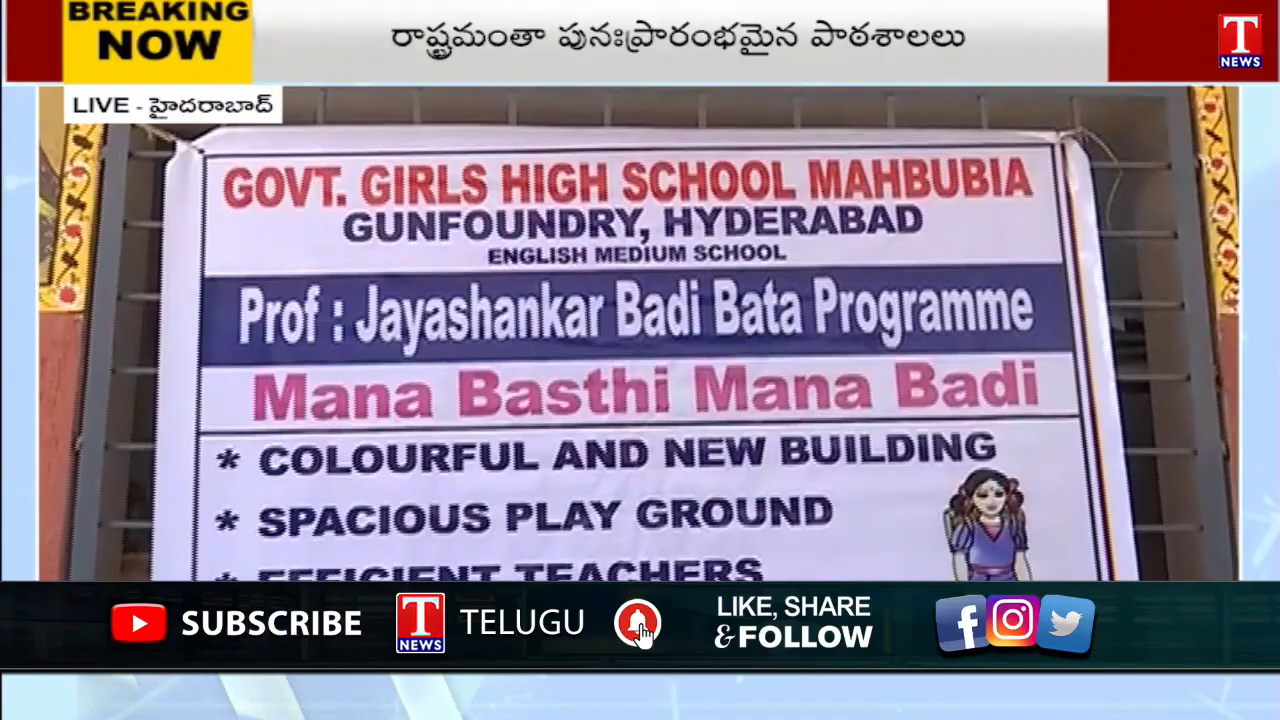 BREAKING
NOW
రాష్ట్రమంతా పునఃప్రారంభమైన పాఠశాలలు
T
NEWS
LIVE - హైదరాబాద్
GOVT. GIRLS HIGH SCHOOL MAHBUBIA
GUNFOUNDRY, HYDERABAD
ENGLISH MEDIUM SCHOOL
Prof : Jayashankar Badi Bata Programme
Mana Basthi Mana Badi
* COLOURFUL AND NEW BUILDING
* SPACIOUS PLAY GROUND
* EFFICIENT TEACHERS
SUBSCRIBE
T
NEWS
TELUGU
LIKE, SHARE
& FOLLOW